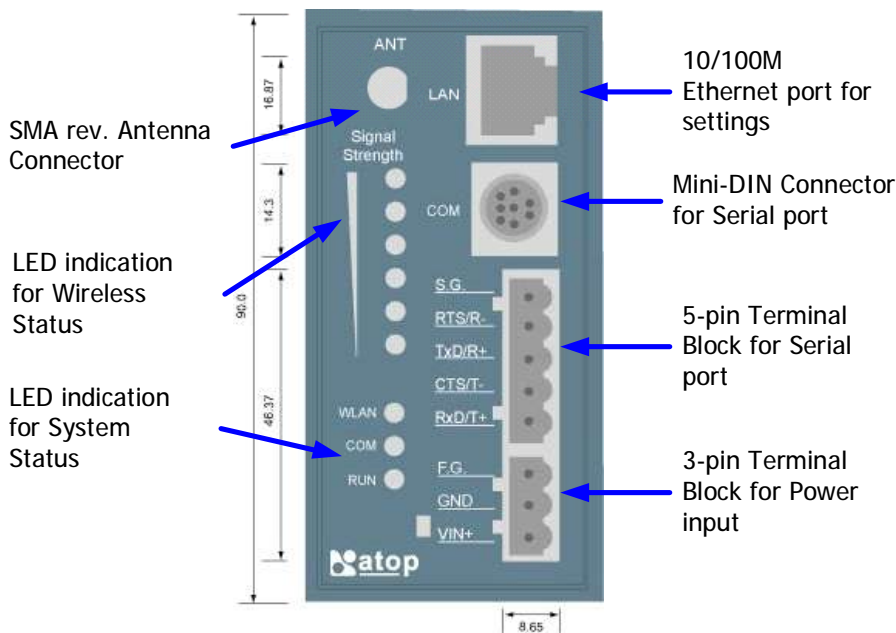 ANT
LAN
Signal
Strength
COM
S.G.
RTS/R-
TxD/R+
CTS/T-
RxD/T+
WLAN
COM
RUN
F.G.
GND
VIN+
atop
SMA rev. Antenna
Connector
LED indication
for Wireless
Status
LED indication
for System
Status
10/100M
Ethernet port for
settings
Mini-DIN Connector
for Serial port
5-pin Terminal
Block for Serial
port
3-pin Terminal
Block for Power
input
16.87
14.3
90.0
46.37
8.65